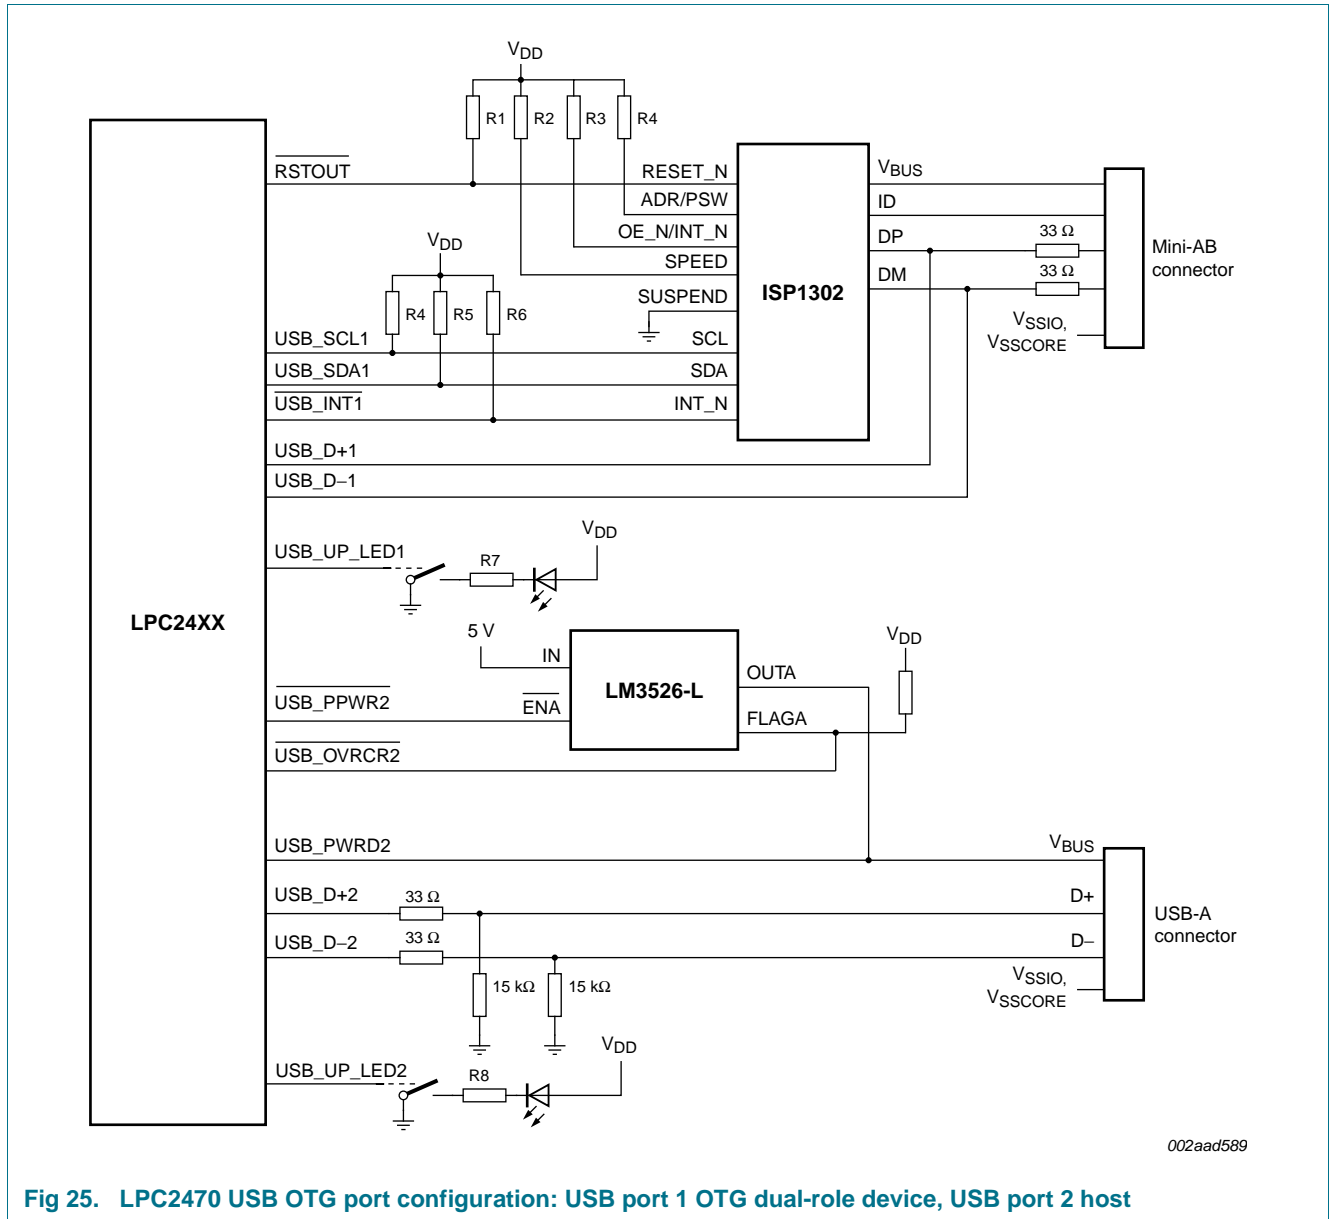 VDD
R1
R2
R3
R4
RSTOUT
RESET_N
ADR/PSW
OE_N/INT_N
SPEED
SUSPEND
SCL
SDA
INT_N
ISP1302
VBUS
ID
DP
DM
33 Ω
33 Ω
VSSIO,
VSSCORE
Mini-AB
connector
VDD
R4
R5
R6
USB_SCL1
USB_SDA1
USB_INT1
USB_D+1
USB_D−1
USB_UP_LED1
R7
VDD
LPC24XX
5 V
IN
ENA
LM3526-L
OUTA
FLAGA
VDD
USB_PPWR2
USB_OVRCR2
USB_PWRD2
VBUS
USB_D+2
33 Ω
D+
USB_D−2
33 Ω
D−
USB-A
connector
15 kΩ
15 kΩ
VSSIO,
VSSCORE
USB_UP_LED2
R8
VDD
002aad589
Fig 25. LPC2470 USB OTG port configuration: USB port 1 OTG dual-role device, USB port 2 host